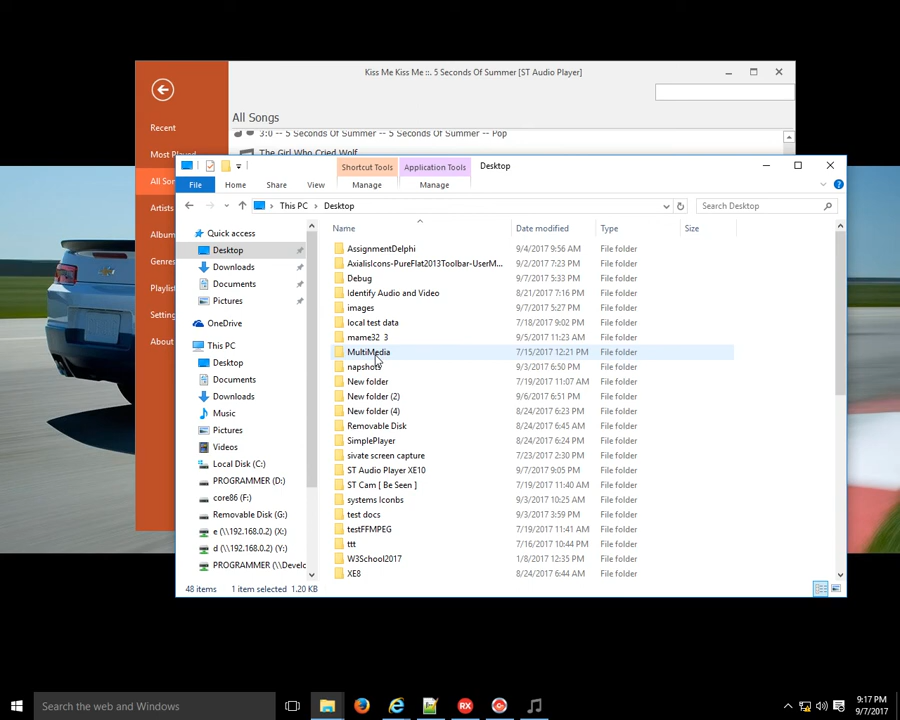 Kiss Me Kiss Me ::. 5 Seconds Of Summer [ST Audio Player]
All Songs
3:0 -- 5 Seconds Of Summer -- 5 Seconds Of Summer -- Pop
The Girl Who Cried Wolf
Recent
Most Played
All Son
Artists
Album
Genres
Playlis
Setting
About
Shortcut Tools Application Tools Desktop
File Home Share View Manage Manage
This PC > Desktop
Search Desktop
Name Date modified Type Size
Quick access
Desktop
Downloads
Documents
Pictures
OneDrive
This PC
Desktop
Documents
Downloads
Music
Pictures
Videos
Local Disk (C:)
PROGRAMMER (D:)
core86 (F:)
Removable Disk (G:)
e (\\192.168.0.2) (X:)
d (\\192.168.0.2) (Y:)
PROGRAMMER (\\Develc
AssignmentDelphi 9/4/2017 9:56 AM File folder
AxialisIcons-PureFlat2013Toolbar-UserM... 9/2/2017 7:23 PM File folder
Debug 9/7/2017 5:33 PM File folder
Identify Audio and Video 8/21/2017 7:16 PM File folder
images 9/7/2017 5:27 PM File folder
local test data 7/18/2017 9:02 PM File folder
mame32 3 9/5/2017 11:23 AM File folder
MultiMedia 7/15/2017 12:21 PM File folder
napshots 9/3/2017 6:50 PM File folder
New folder 7/19/2017 11:07 AM File folder
New folder (2) 9/6/2017 6:51 PM File folder
New folder (4) 8/24/2017 6:23 PM File folder
Removable Disk 8/24/2017 6:45 AM File folder
SimplePlayer 8/24/2017 6:24 PM File folder
sivate screen capture 7/23/2017 2:30 PM File folder
ST Audio Player XE10 9/7/2017 9:05 PM File folder
ST Cam [ Be Seen ] 7/19/2017 11:40 AM File folder
systems Iconbs 9/3/2017 10:25 AM File folder
test docs 9/3/2017 3:59 PM File folder
testFFMPEG 7/19/2017 11:41 AM File folder
ttt 7/16/2017 10:44 PM File folder
W3School2017 1/8/2017 12:35 PM File folder
XE8 8/24/2017 6:44 AM File folder
48 items 1 item selected 1.20 KB
Search the web and Windows
9:17 PM
9/7/2017